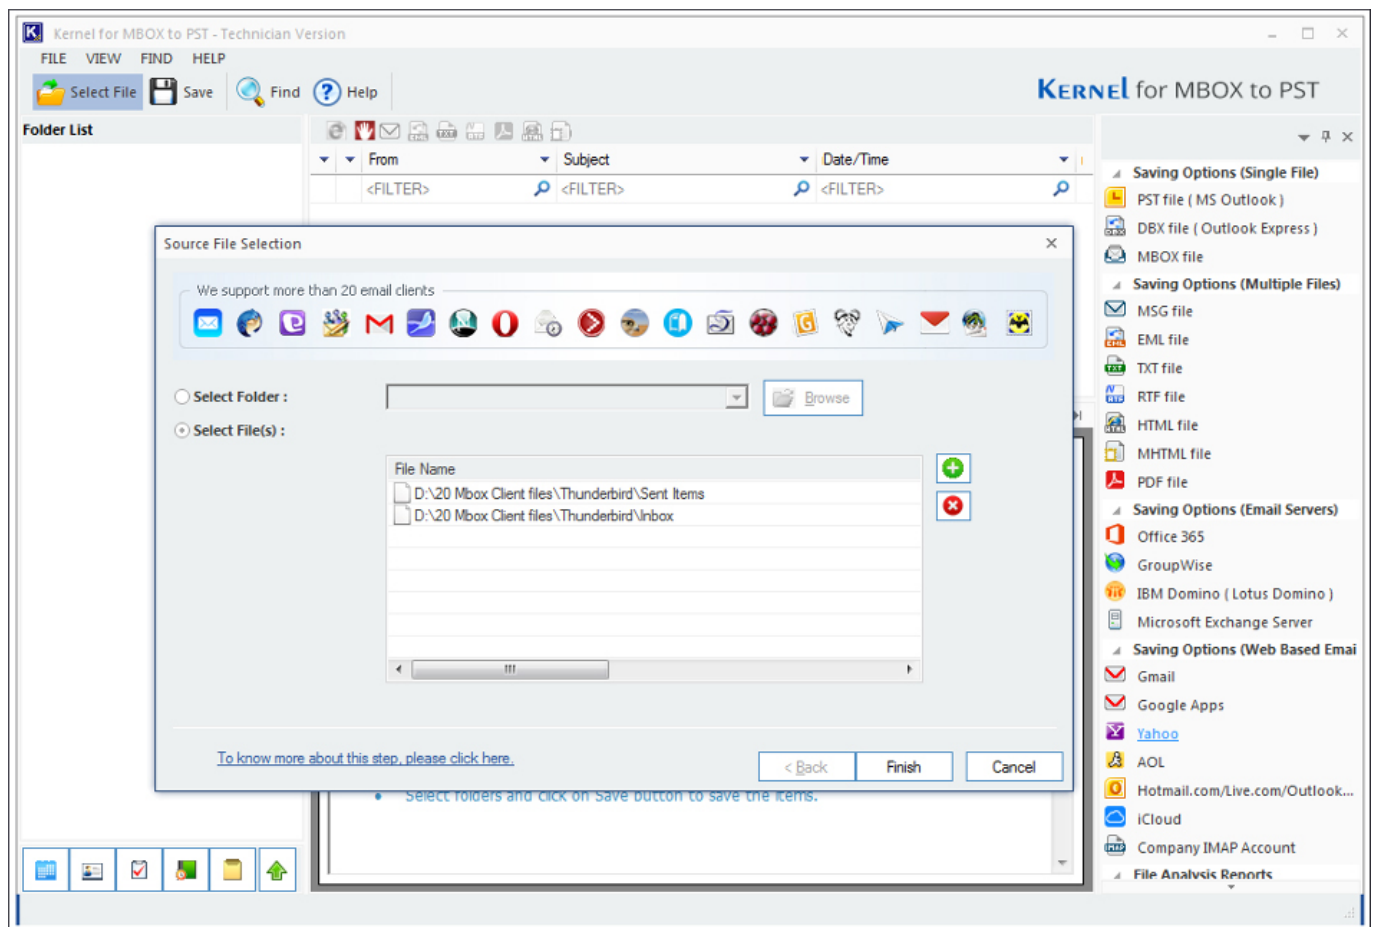 Kernel for MBOX to PST - Technician Version
FILE VIEW FIND HELP
Select File Save Find Help
KERNEL for MBOX to PST
Folder List
From Subject Date/Time
<FILTER> <FILTER> <FILTER>
Source File Selection
We support more than 20 email clients
Select Folder :
Browse
Select File(s) :
File Name
D:\20 Mbox Client files\Thunderbird\Sent Items
D:\20 Mbox Client files\Thunderbird\Inbox
To know more about this step, please click here.
< Back Finish Cancel
• Select folders and click on Save button to save the items.
Saving Options (Single File)
PST file ( MS Outlook )
DBX file ( Outlook Express )
MBOX file
Saving Options (Multiple Files)
MSG file
EML file
TXT file
RTF file
HTML file
MHTML file
PDF file
Saving Options (Email Servers)
Office 365
GroupWise
IBM Domino ( Lotus Domino )
Microsoft Exchange Server
Saving Options (Web Based Emai
Gmail
Google Apps
Yahoo
AOL
Hotmail.com/Live.com/Outlook...
iCloud
Company IMAP Account
File Analysis Reports